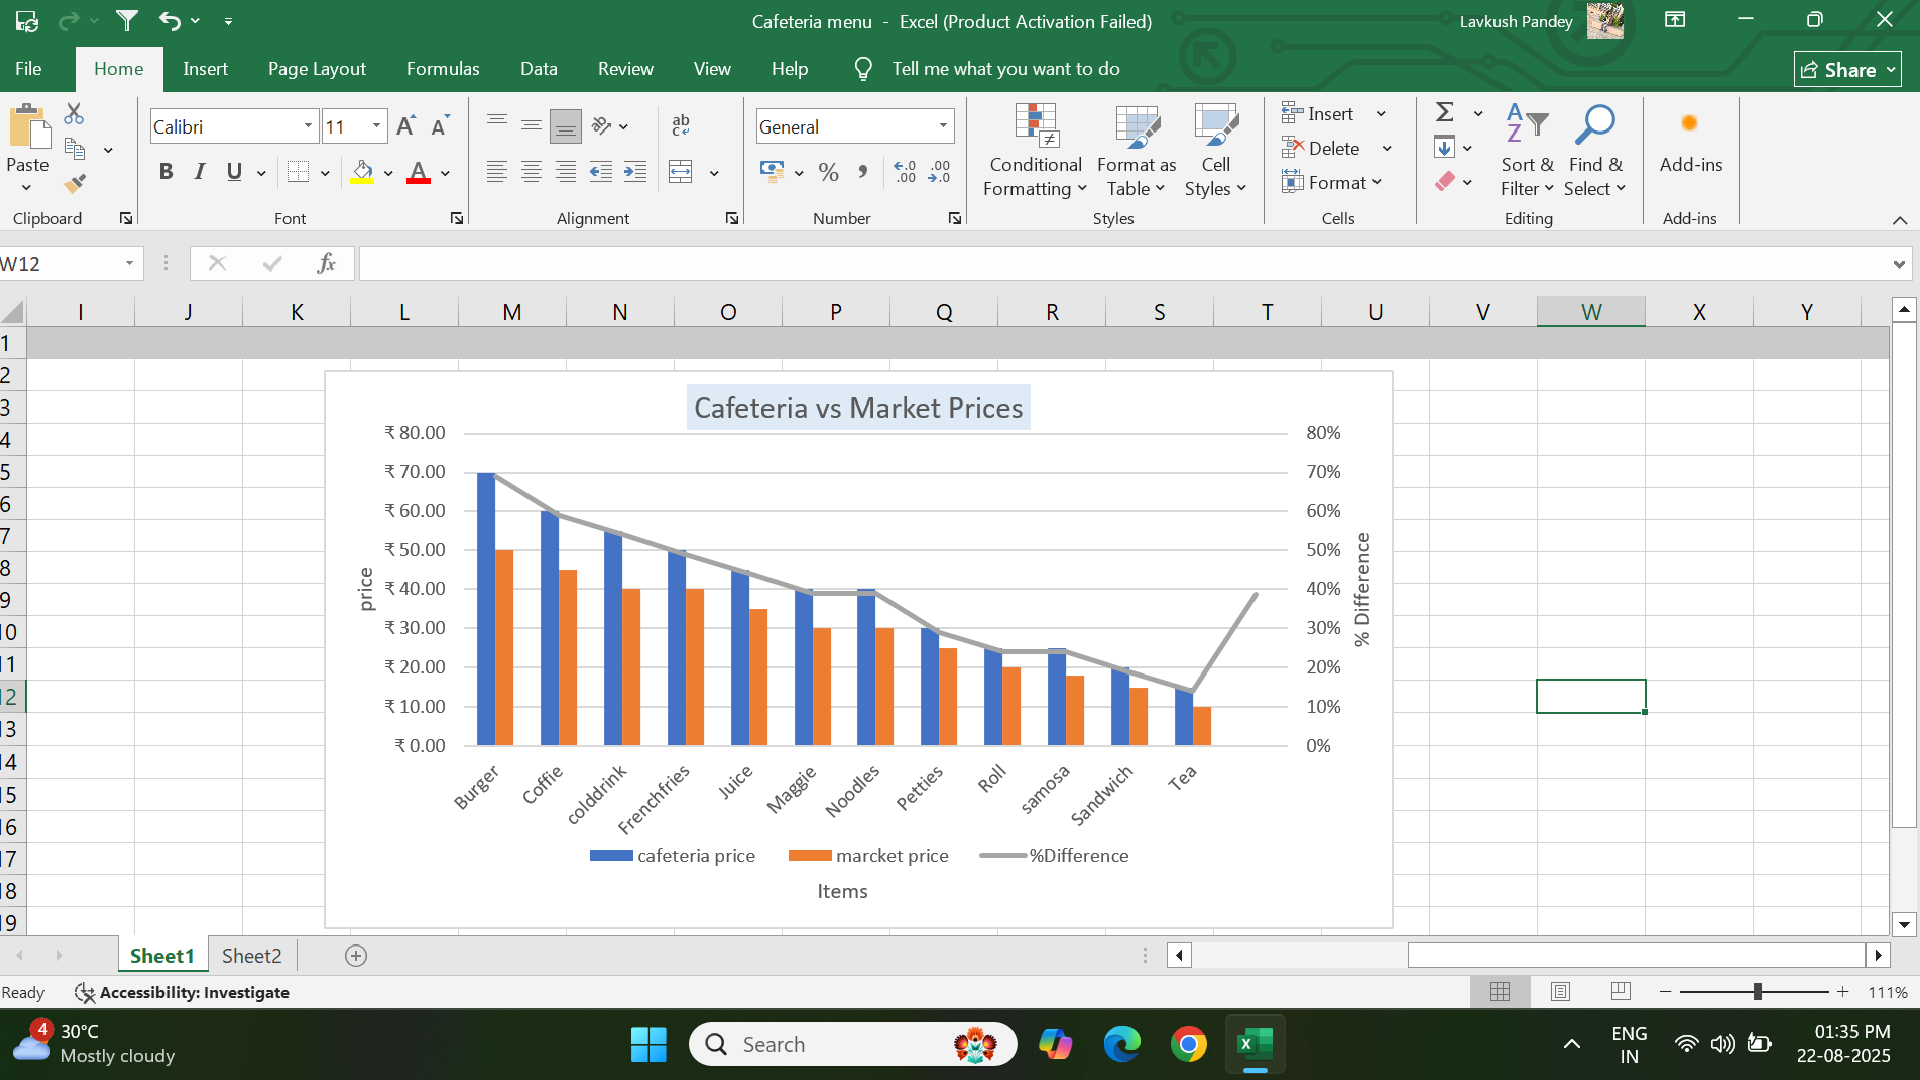 Cafeteria menu - Excel (Product Activation Failed)
Lavkush Pandey
File Home Insert Page Layout Formulas Data Review View Help Tell me what you want to do
Share
Paste
Clipboard
Calibri 11
A A
B I U A
Font
ab
c
Alignment
General
% , .0 .00 .00 .0
Number
Conditional Formatting
Format as Table
Cell Styles
Styles
Insert
Delete
Format
Cells
Σ
A Z
Sort & Filter
Find & Select
Editing
Add-ins
Add-ins
W12
fx
I J K L M N O P Q R S T U V W X Y
1
2
3
4
5
6
7
8
9
10
11
12
13
14
15
16
17
18
19
Cafeteria vs Market Prices
₹ 80.00
₹ 70.00
₹ 60.00
₹ 50.00
₹ 40.00
₹ 30.00
₹ 20.00
₹ 10.00
₹ 0.00
price
80%
70%
60%
50%
40%
30%
20%
10%
0%
% Difference
Burger Coffie colddrink Frenchfries Juice Maggie Noodles Petties Roll samosa Sandwich Tea
cafeteria price marcket price %Difference
Items
Sheet1 Sheet2
Ready Accessibility: Investigate
111%
4
30°C
Mostly cloudy
Search
ENG
IN
01:35 PM
22-08-2025